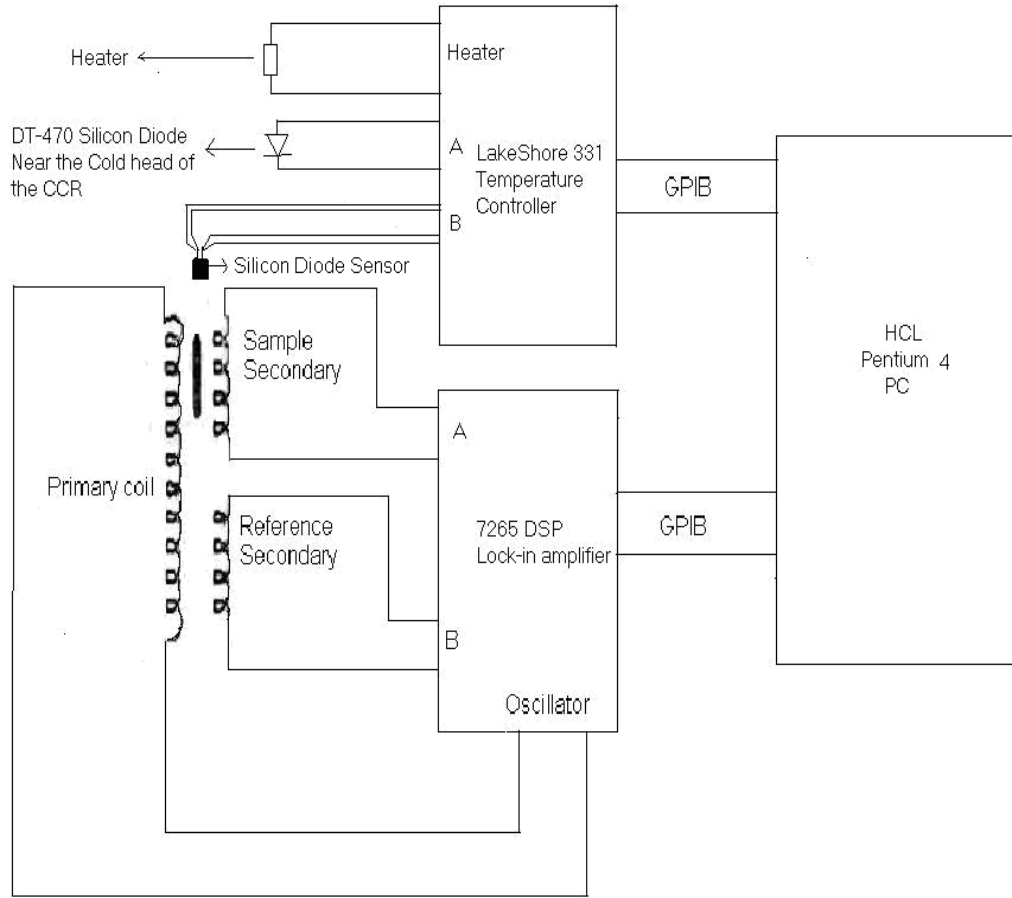 Heater
Heater
DT-470 Silicon Diode
Near the Cold head of
the CCR
A
LakeShore 331
Temperature
Controller
B
GPIB
Silicon Diode Sensor
Sample
Secondary
HCL
Pentium 4
PC
A
Primary coil
Reference
Secondary
7265 DSP
Lock-in amplifier
GPIB
B
Oscillator